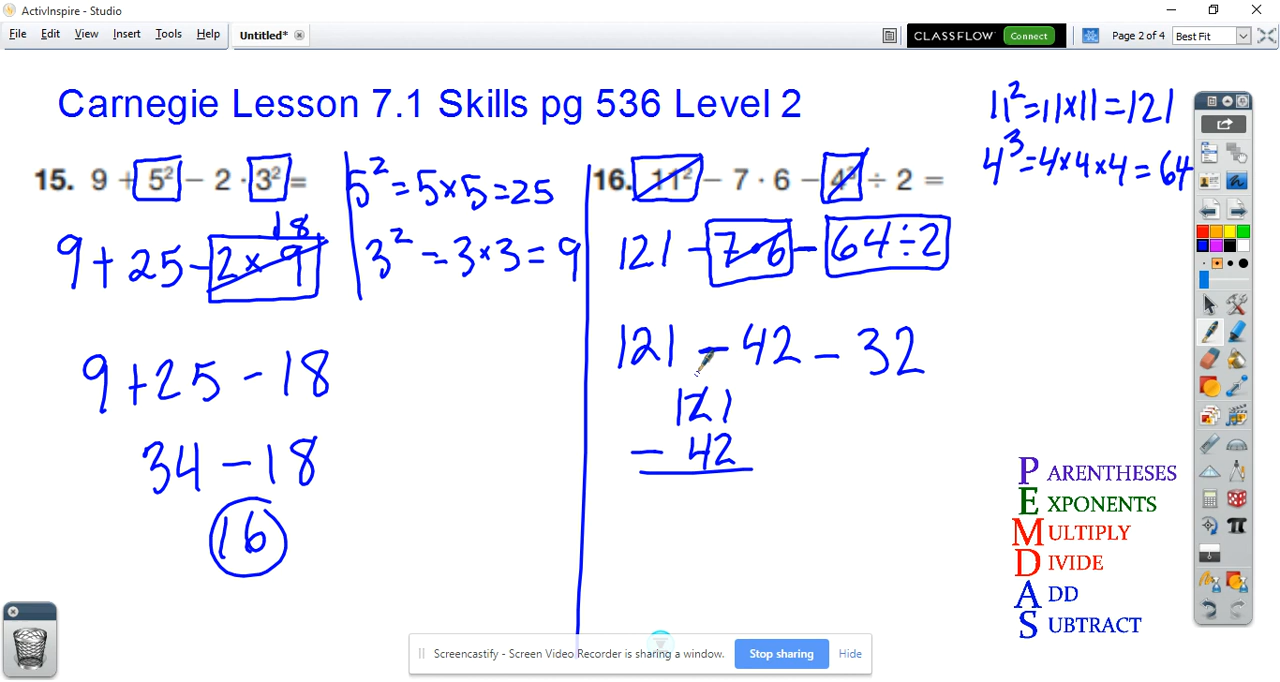 ActivInspire - Studio
File Edit View Insert Tools Help Untitled*
CLASSFLOW Connect Page 2 of 4 Best Fit
Carnegie Lesson 7.1 Skills pg 536 Level 2
15. 9 + 5² − 2 · 3² =
18
9 + 25 − 2 × 9
9 + 25 − 18
34 − 18
16
5² = 5 × 5 = 25
3² = 3 × 3 = 9
16. 11² − 7 · 6 − 4³ ÷ 2 =
121 − 7 · 6 − 64 ÷ 2
121 − 42 − 32
121
− 42
11² = 11 × 11 = 121
4³ = 4 × 4 × 4 = 64
PARENTHESES
EXPONENTS
MULTIPLY
DIVIDE
ADD
SUBTRACT
Screencastify - Screen Video Recorder is sharing a window. Stop sharing Hide